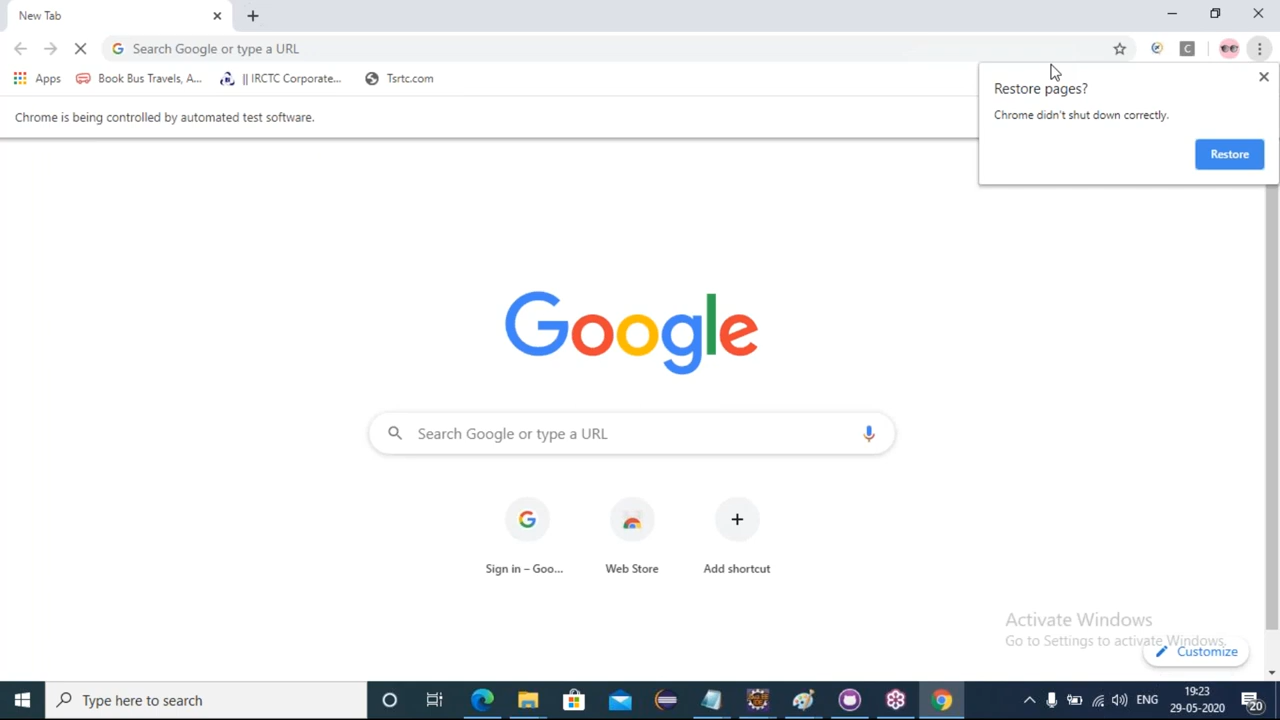 New Tab
Search Google or type a URL
Apps
Book Bus Travels, A...
|| IRCTC Corporate...
Tsrtc.com
Chrome is being controlled by automated test software.
Restore pages?
Chrome didn't shut down correctly.
Restore
Google
Search Google or type a URL
Sign in – Goo...
Web Store
Add shortcut
Activate Windows
Go to Settings to activate Windows.
Customize
Type here to search
ENG
19:23
29-05-2020
20